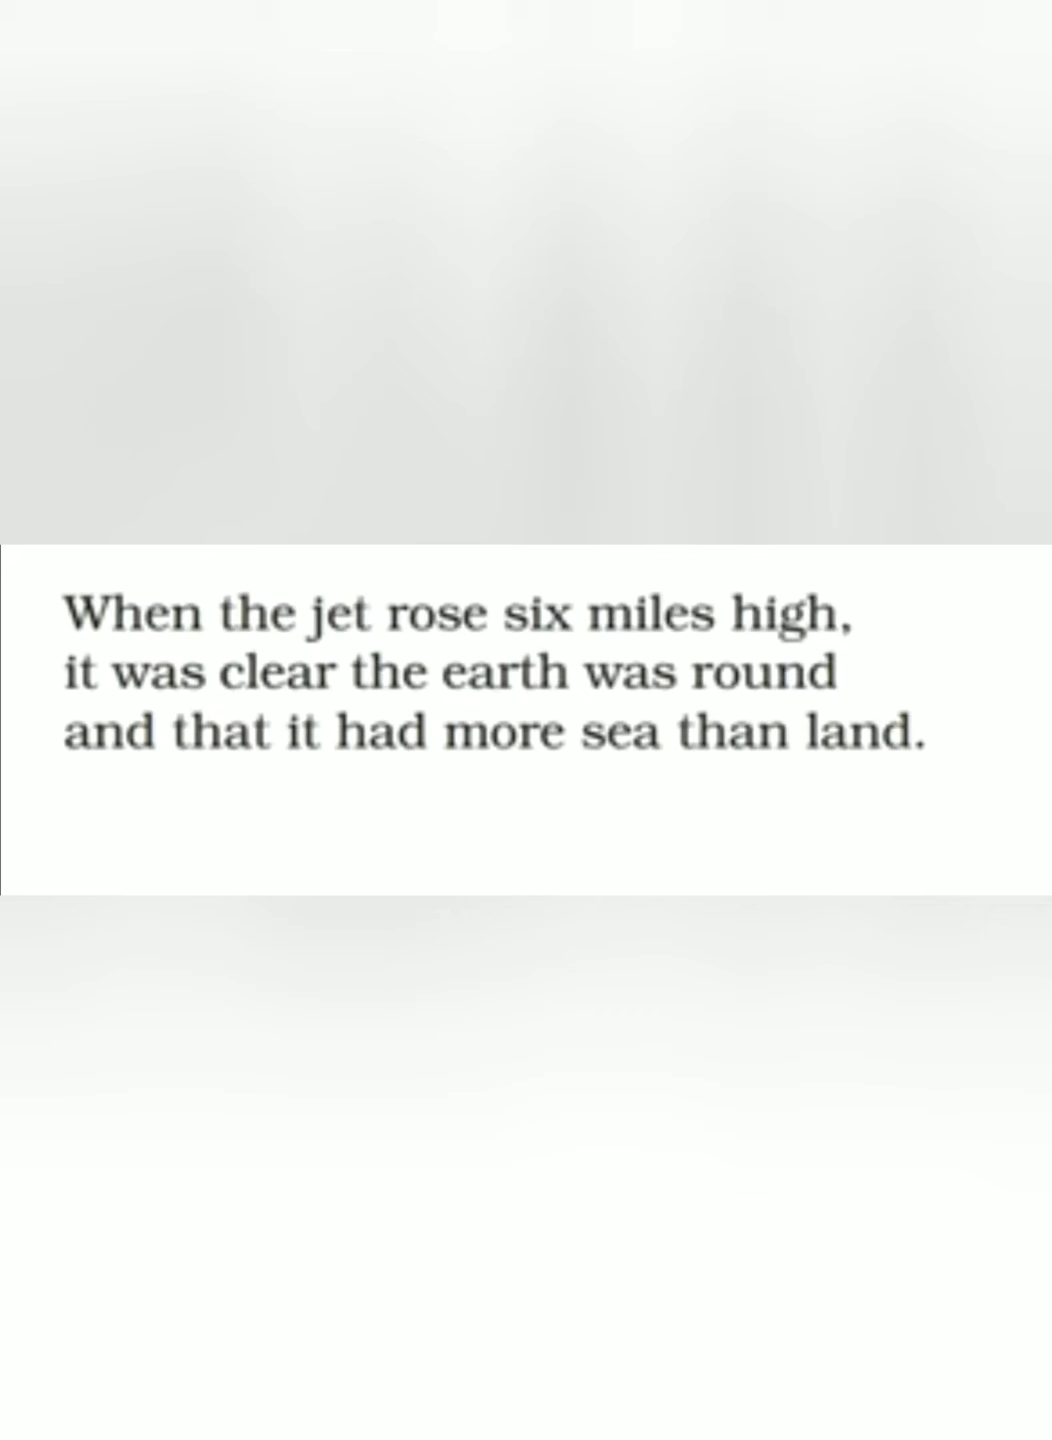 When the jet rose six miles high,
it was clear the earth was round
and that it had more sea than land.